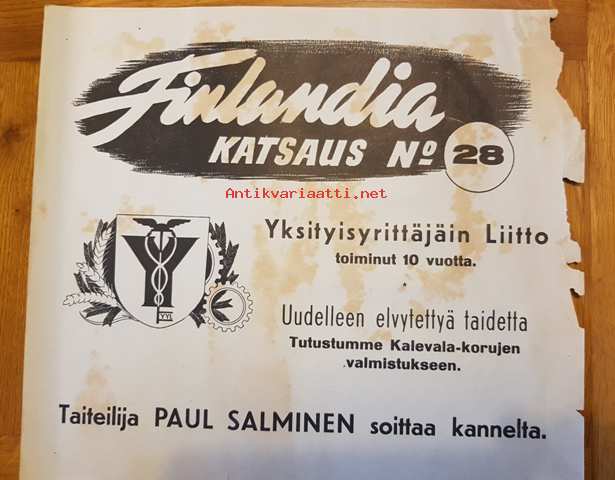 Finlandia
KATSAUS Nº 28
Antikvariaatti.net
Yksityisyrittäjäin Liitto
toiminut 10 vuotta.
Y
YYL
Uudelleen elvytettyä taidetta
Tutustumme Kalevala-korujen
valmistukseen.
Taiteilija PAUL SALMINEN soittaa kannelta.